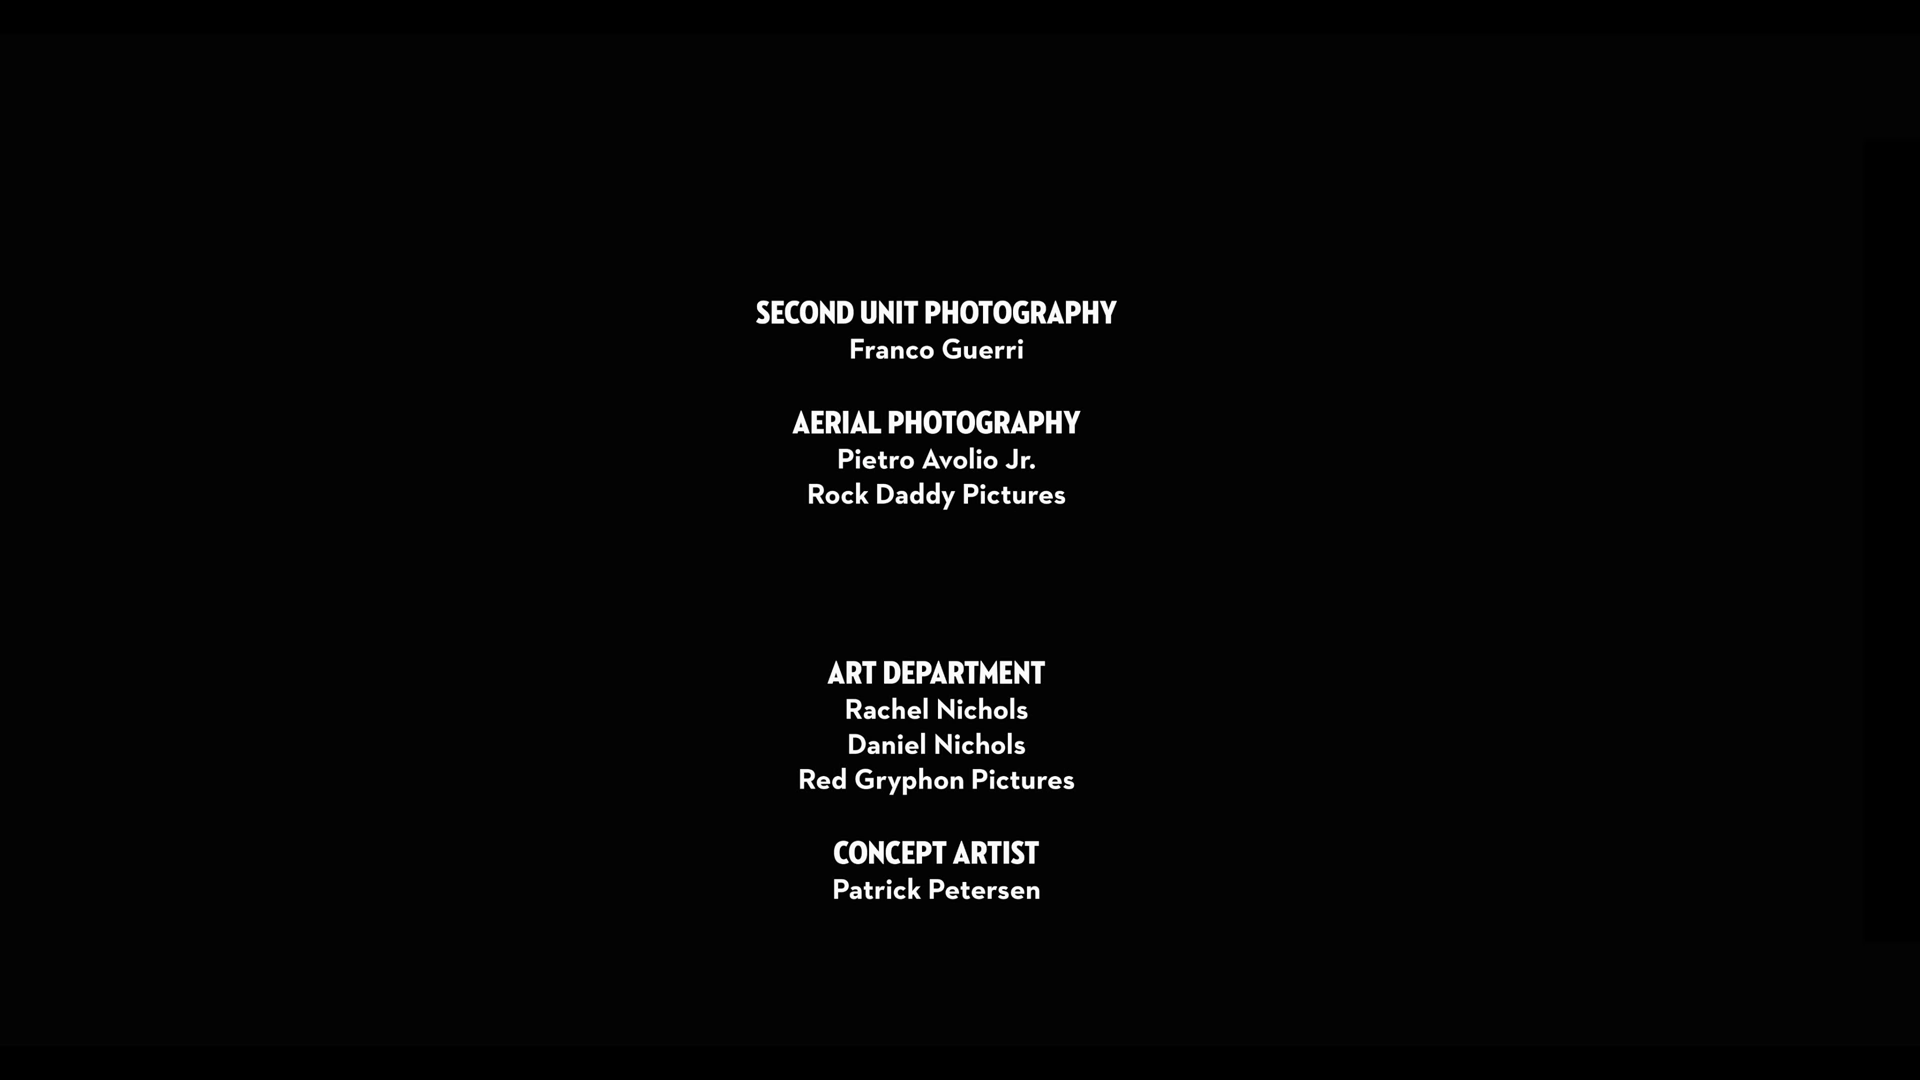 SECOND UNIT PHOTOGRAPHY
Franco Guerri
AERIAL PHOTOGRAPHY
Pietro Avolio Jr.
Rock Daddy Pictures
ART DEPARTMENT
Rachel Nichols
Daniel Nichols
Red Gryphon Pictures
CONCEPT ARTIST
Patrick Petersen